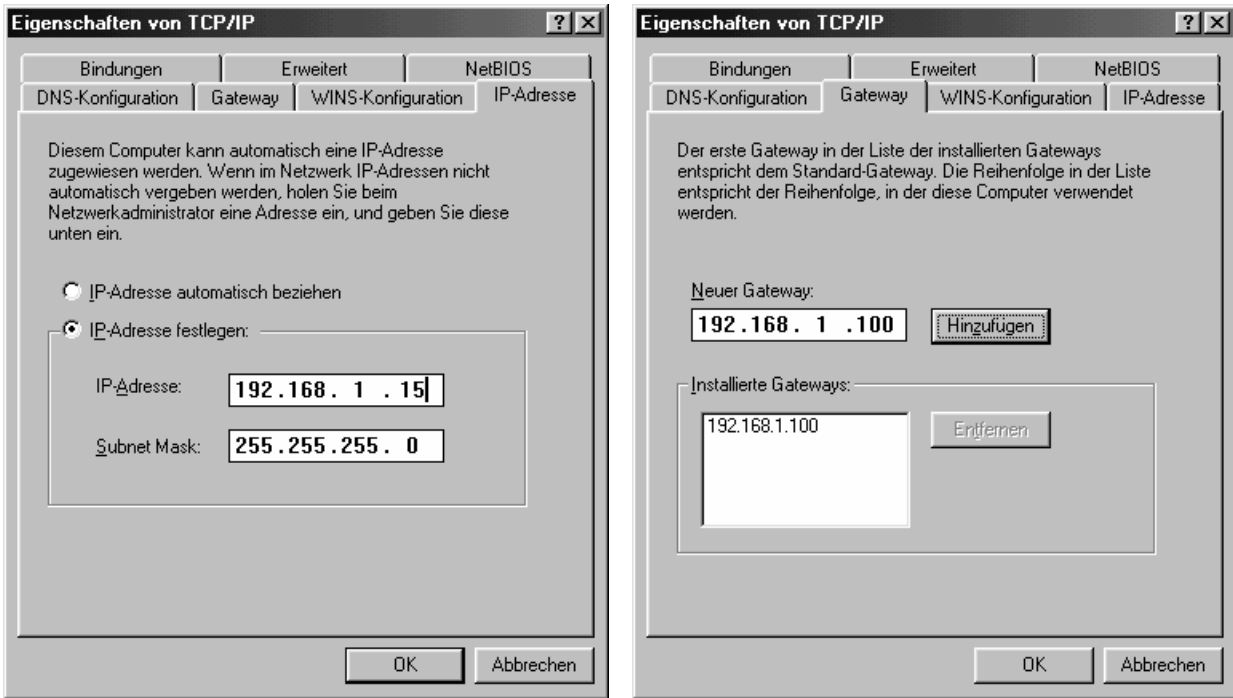 Eigenschaften von TCP/IP
Bindungen Erweitert NetBIOS
DNS-Konfiguration Gateway WINS-Konfiguration IP-Adresse
Diesem Computer kann automatisch eine IP-Adresse
zugewiesen werden. Wenn im Netzwerk IP-Adressen nicht
automatisch vergeben werden, holen Sie beim
Netzwerkadministrator eine Adresse ein, und geben Sie diese
unten ein.
IP-Adresse automatisch beziehen
IP-Adresse festlegen:
IP-Adresse: 192.168. 1 . 15
Subnet Mask: 255.255.255. 0
OK Abbrechen
Eigenschaften von TCP/IP
Bindungen Erweitert NetBIOS
DNS-Konfiguration Gateway WINS-Konfiguration IP-Adresse
Der erste Gateway in der Liste der installierten Gateways
entspricht dem Standard-Gateway. Die Reihenfolge in der Liste
entspricht der Reihenfolge, in der diese Computer verwendet
werden.
Neuer Gateway:
192.168. 1 .100 Hinzufügen
Installierte Gateways:
192.168.1.100 Entfernen
OK Abbrechen